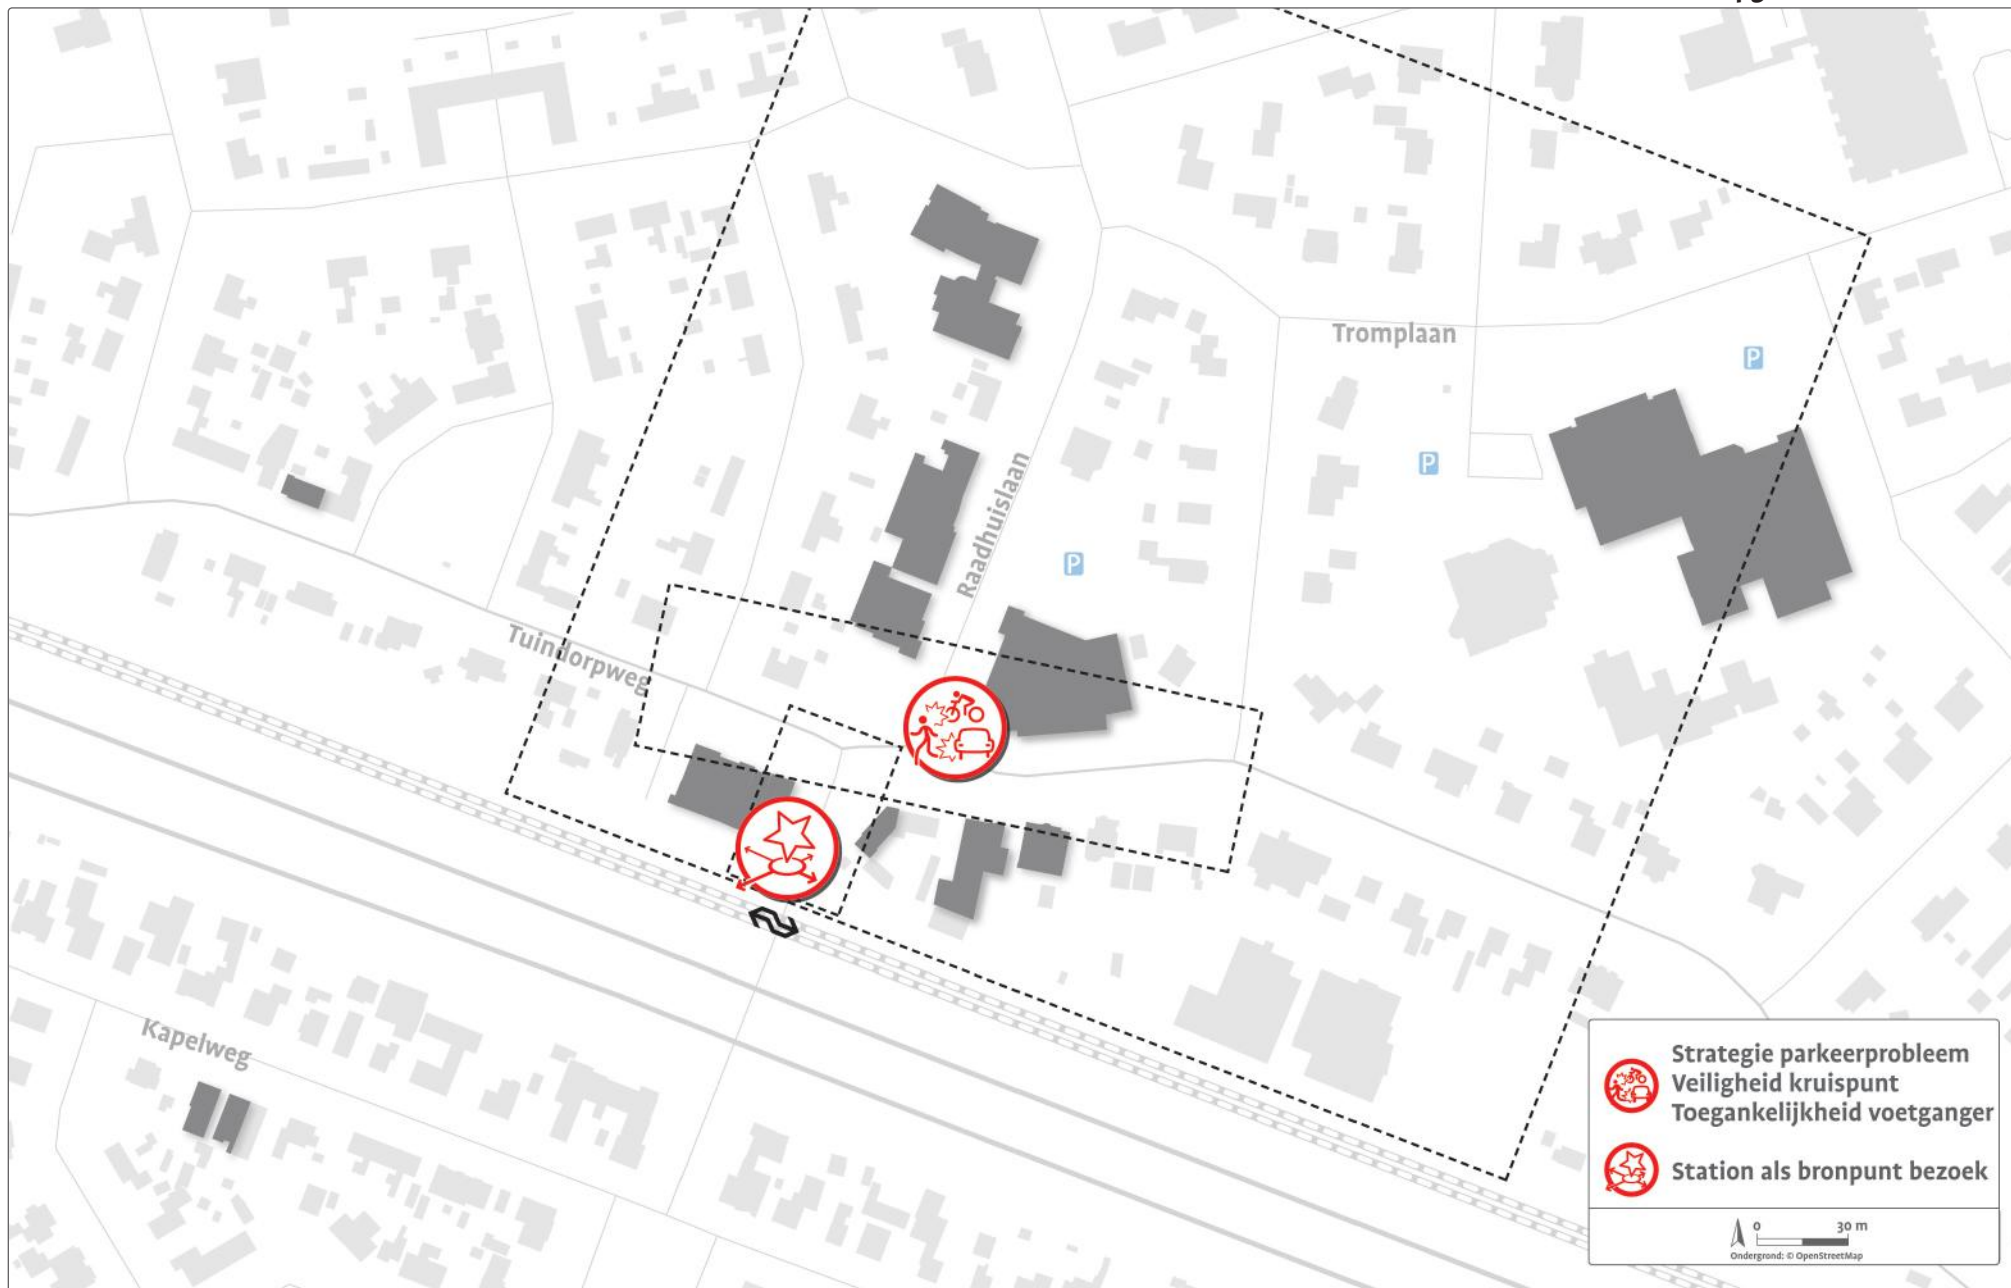 Tromplaan
P
P
Raadhuislaan
P
Tuindorpweg
Kapelweg
Strategie parkeerprobleem
Veiligheid kruispunt
Toegankelijkheid voetganger
Station als bronpunt bezoek
0 30 m
Ondergrond: © OpenStreetMap